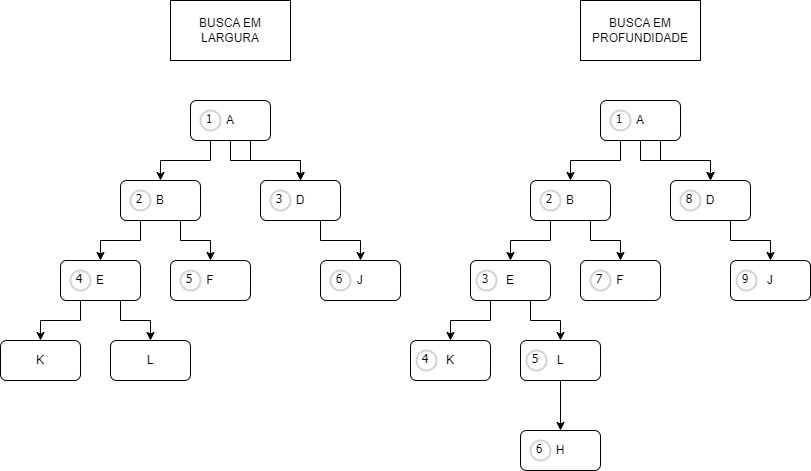 BUSCA EM
LARGURA
1 A
2 B
3 D
4 E
5 F
6 J
K
L
BUSCA EM
PROFUNDIDADE
1 A
2 B
8 D
3 E
7 F
9 J
4 K
5 L
6 H